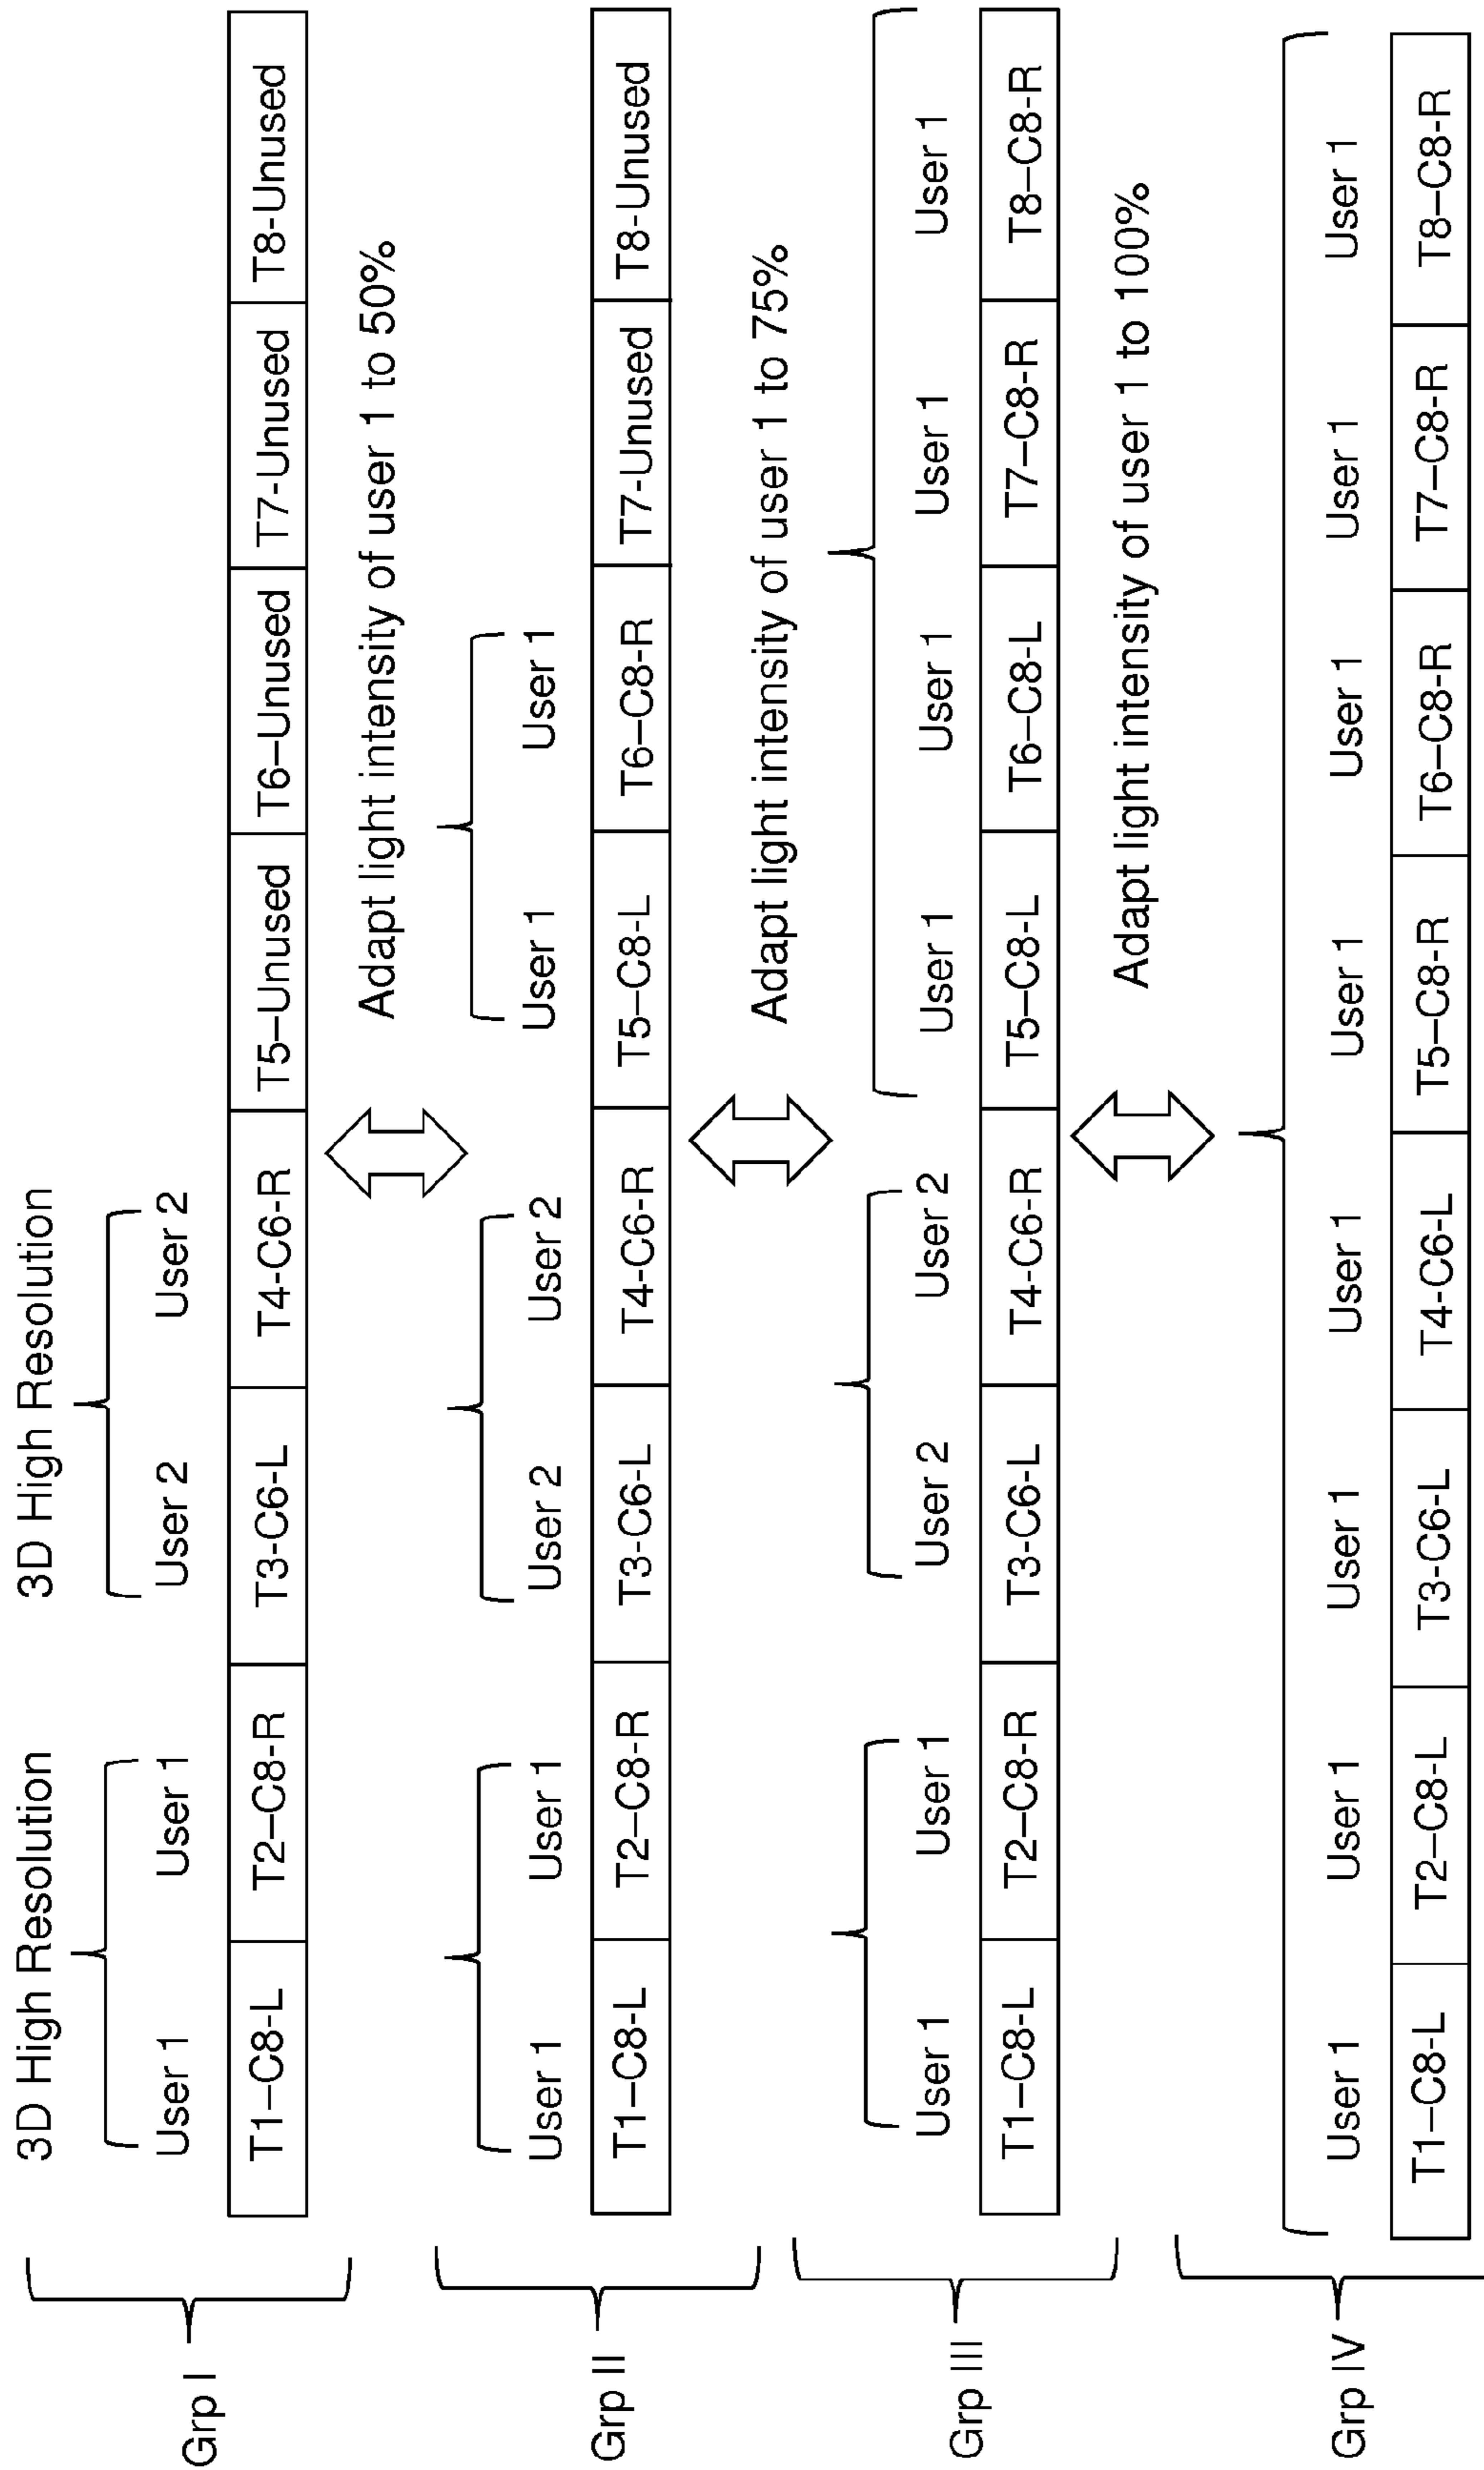 3D High Resolution 3D High Resolution
User 1 User 1 User 2 User 2
Grp I
T1–C8-L T2–C8-R T3-C6-L T4-C6-R T5–Unused T6–Unused T7-Unused T8-Unused
Adapt light intensity of user 1 to 50%
User 1 User 1 User 2 User 2 User 1 User 1
Grp II
T1–C8-L T2–C8-R T3-C6-L T4-C6-R T5–C8-L T6–C8-R T7-Unused T8-Unused
Adapt light intensity of user 1 to 75%
User 1 User 1 User 2 User 2 User 1 User 1 User 1 User 1
Grp III
T1–C8-L T2–C8-R T3-C6-L T4-C6-R T5–C8-L T6–C8-L T7–C8-R T8–C8-R
Adapt light intensity of user 1 to 100%
User 1 User 1 User 1 User 1 User 1 User 1 User 1 User 1
Grp IV
T1–C8-L T2–C8-L T3-C6-L T4-C6-L T5–C8-R T6–C8-R T7–C8-R T8–C8-R